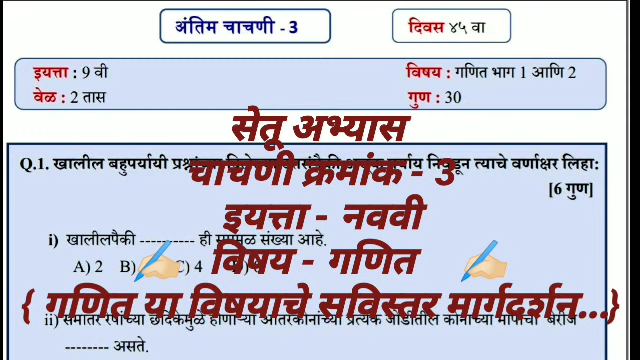 अंतिम चाचणी - 3
दिवस ४५ वा
इयत्ता : 9 वी
विषय : गणित भाग 1 आणि 2
वेळ : 2 तास
गुण : 30
सेतू अभ्यास
Q.1. खालील बहुपर्यायी प्रश्नांच्या निवडून त्याचे वर्णाक्षर लिहा:
चाचणी क्रमांक - 3
[6 गुण]
इयत्ता - नववी
i) खालीलपैकी ---------- ही संख्या आहे.
विषय - गणित
A) 2 B) C) 4
{ गणित या विषयाचे सविस्तर मार्गदर्शन...}
ii) समांतर रेषांच्या छेदिकेमुळे होणाऱ्या आंतरकोनांच्या प्रत्येक जोडीतील कोनांच्या मापांची बेरीज
-------- असते.